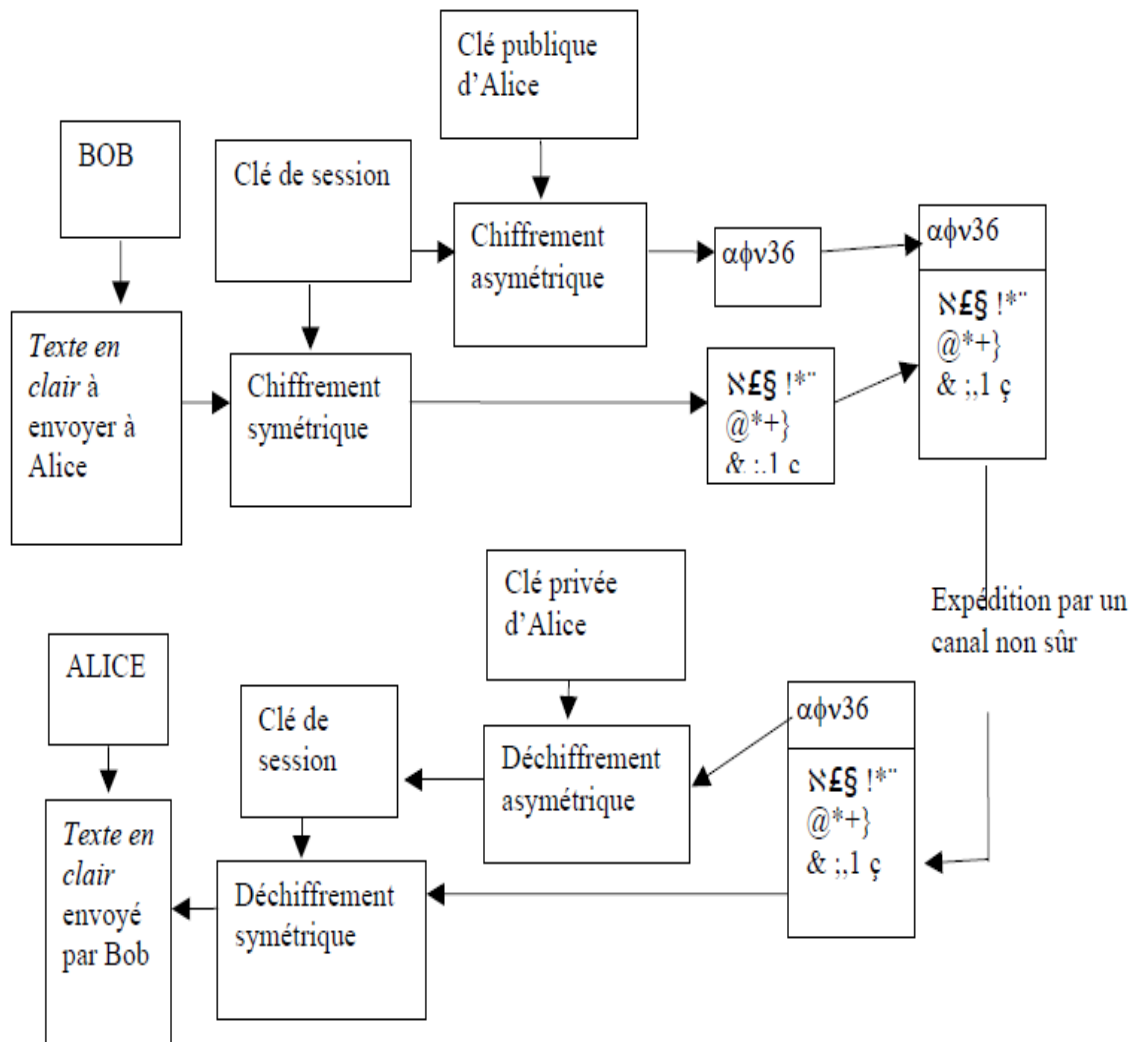 Clé publique
d’Alice
BOB
Clé de session
Chiffrement
asymétrique
αϕν36
αϕν36
ℵ£§ !*¨
@*+}
& ;,,1 ç
Texte en
clair à
envoyer à
Alice
Chiffrement
symétrique
ℵ£§ !*¨
@*+}
& ;,,1 ç
Clé privée
d’Alice
Expédition par un
canal non sûr
ALICE
Clé de
session
Déchiffrement
asymétrique
αϕν36
ℵ£§ !*¨
@*+}
& ;,,1 ç
Texte en
clair
envoyé
par Bob
Déchiffrement
symétrique